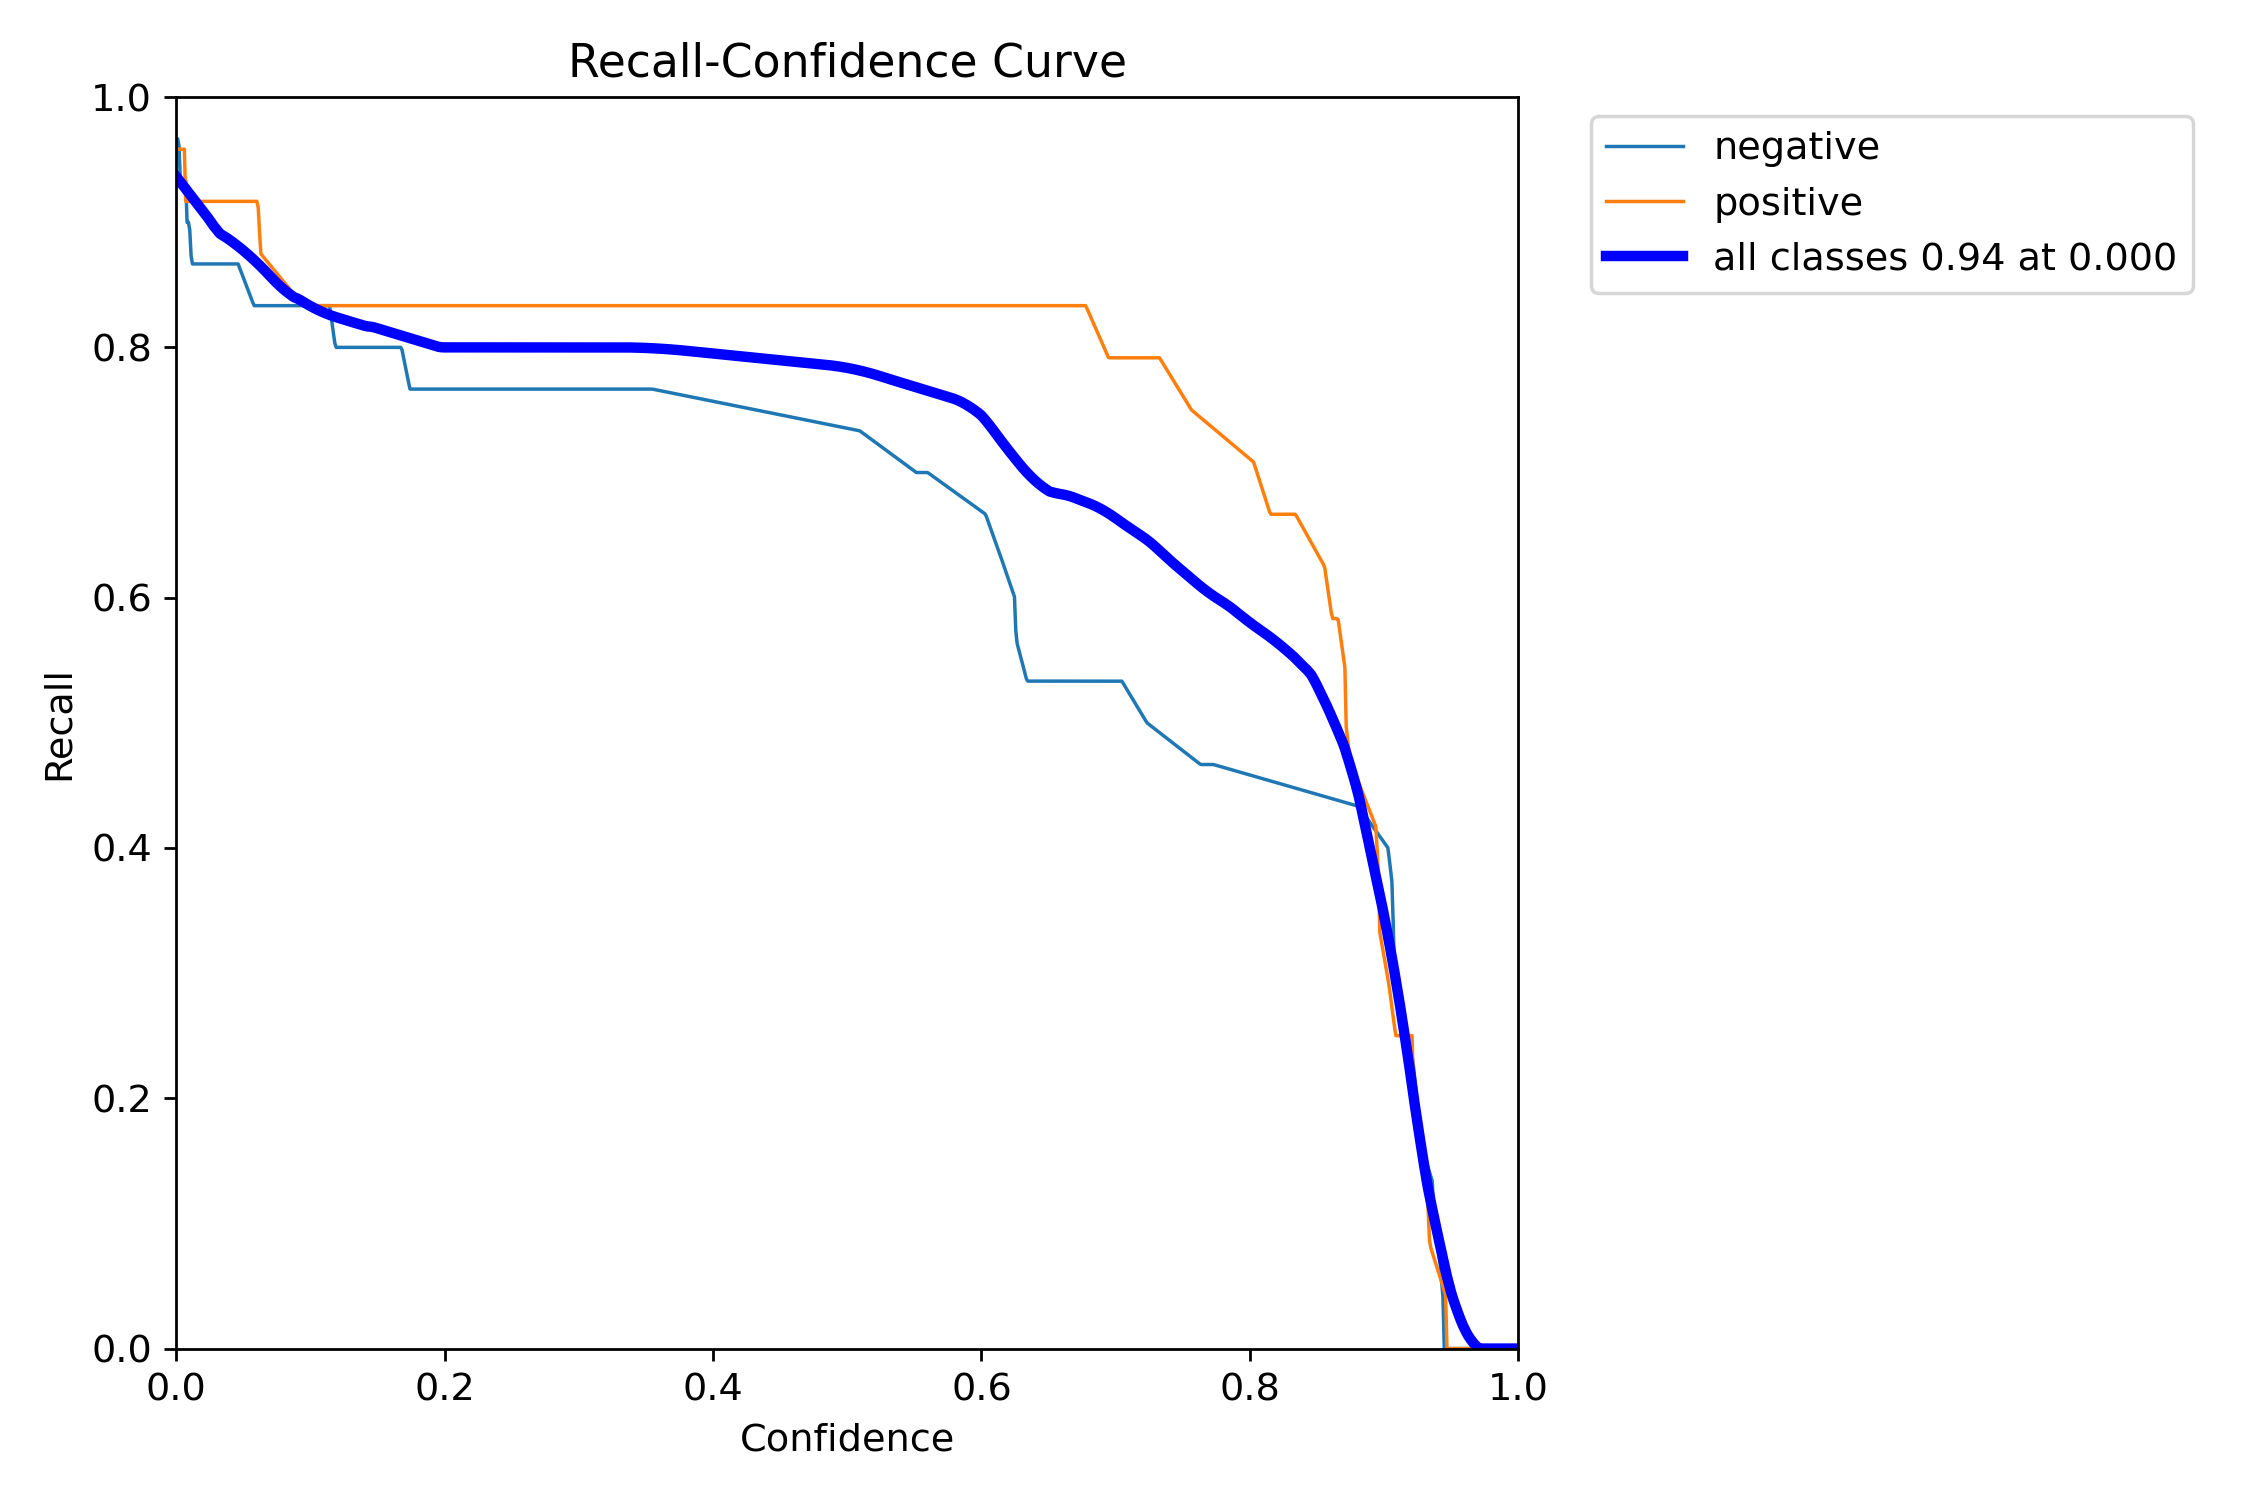 Recall-Confidence Curve
1.0
0.8
0.6
0.4
0.2
0.0
Recall
0.0 0.2 0.4 0.6 0.8 1.0
Confidence
negative
positive
all classes 0.94 at 0.000